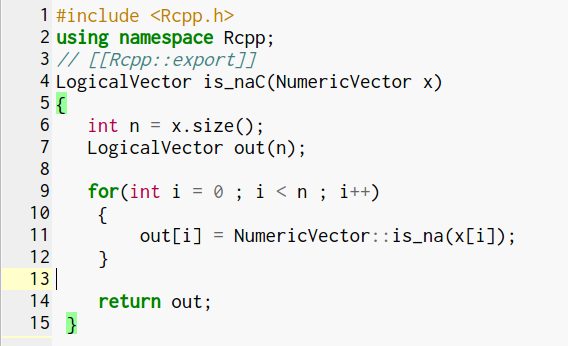 1 #include <Rcpp.h>
2 using namespace Rcpp;
3 // [[Rcpp::export]]
4 LogicalVector is_naC(NumericVector x)
5 {
6    int n = x.size();
7    LogicalVector out(n);
8
9    for(int i = 0 ; i < n ; i++)
10    {
11        out[i] = NumericVector::is_na(x[i]);
12    }
13
14    return out;
15 }